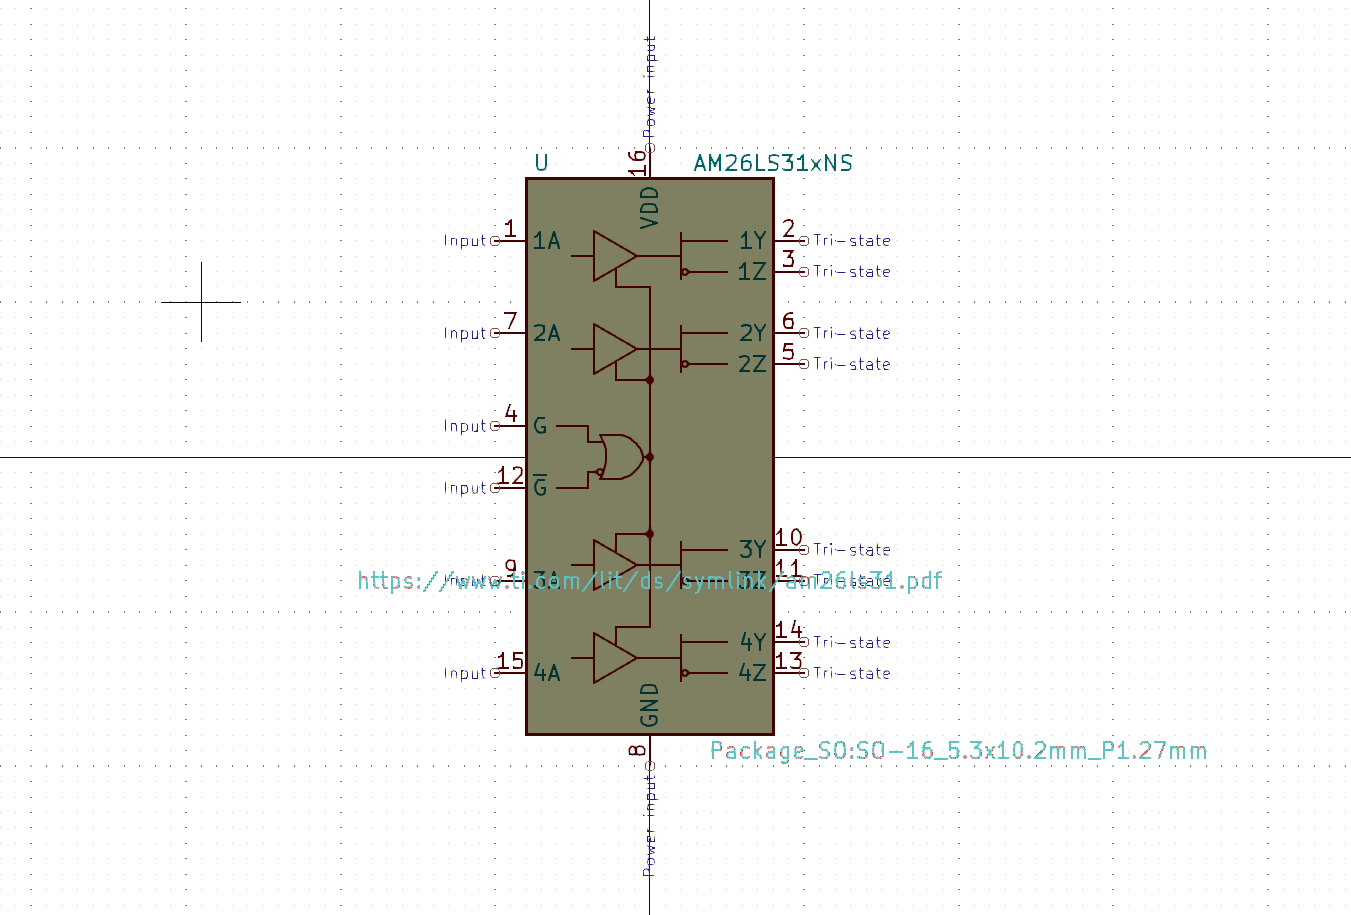 Power input
16
U AM26LS31xNS
VDD
Input 1 1A 1Y 2 Tri-state
1Z 3 Tri-state
Input 7 2A 2Y 6 Tri-state
2Z 5 Tri-state
Input 4 G
Input 12 G̅
3Y 10 Tri-state
Input 9 3A 3Z 11 Tri-state
https://www.ti.com/lit/ds/symlink/am26ls31.pdf
4Y 14 Tri-state
Input 15 4A 4Z 13 Tri-state
GND
8
Package_SO:SO-16_5.3x10.2mm_P1.27mm
Power input